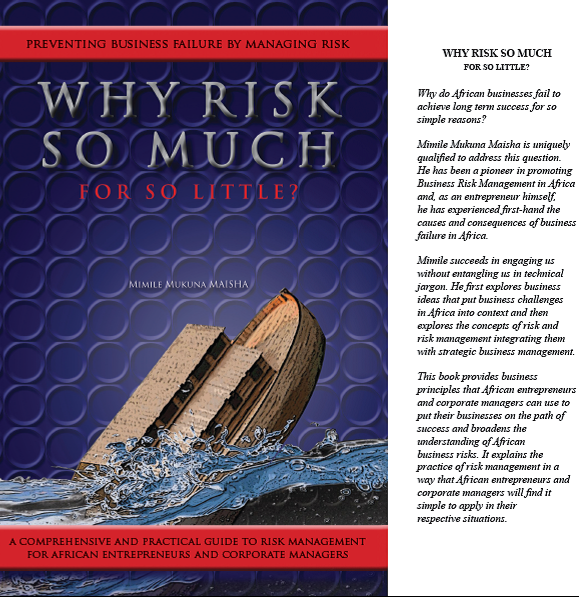 PREVENTING BUSINESS FAILURE BY MANAGING RISK
WHY RISK
SO MUCH
FOR SO LITTLE?
MIMILE MUKUNA MAISHA
A COMPREHENSIVE AND PRACTICAL GUIDE TO RISK MANAGEMENT
FOR AFRICAN ENTREPRENEURS AND CORPORATE MANAGERS
WHY RISK SO MUCH
FOR SO LITTLE?
Why do African businesses fail to
achieve long term success for so
simple reasons?
Mimile Mukuna Maisha is uniquely
qualified to address this question.
He has been a pioneer in promoting
Business Risk Management in Africa
and, as an entrepreneur himself,
he has experienced first-hand the
causes and consequences of business
failure in Africa.
Mimile succeeds in engaging us
without entangling us in technical
jargon. He first explores business
ideas that put business challenges
in Africa into context and then
explores the concepts of risk and
risk management integrating them
with strategic business management.
This book provides business
principles that African entrepreneurs
and corporate managers can use to
put their businesses on the path of
success and broadens the
understanding of African
business risks. It explains the
practice of risk management in a
way that African entrepreneurs and
corporate managers will find it
simple to apply in their
respective situations.